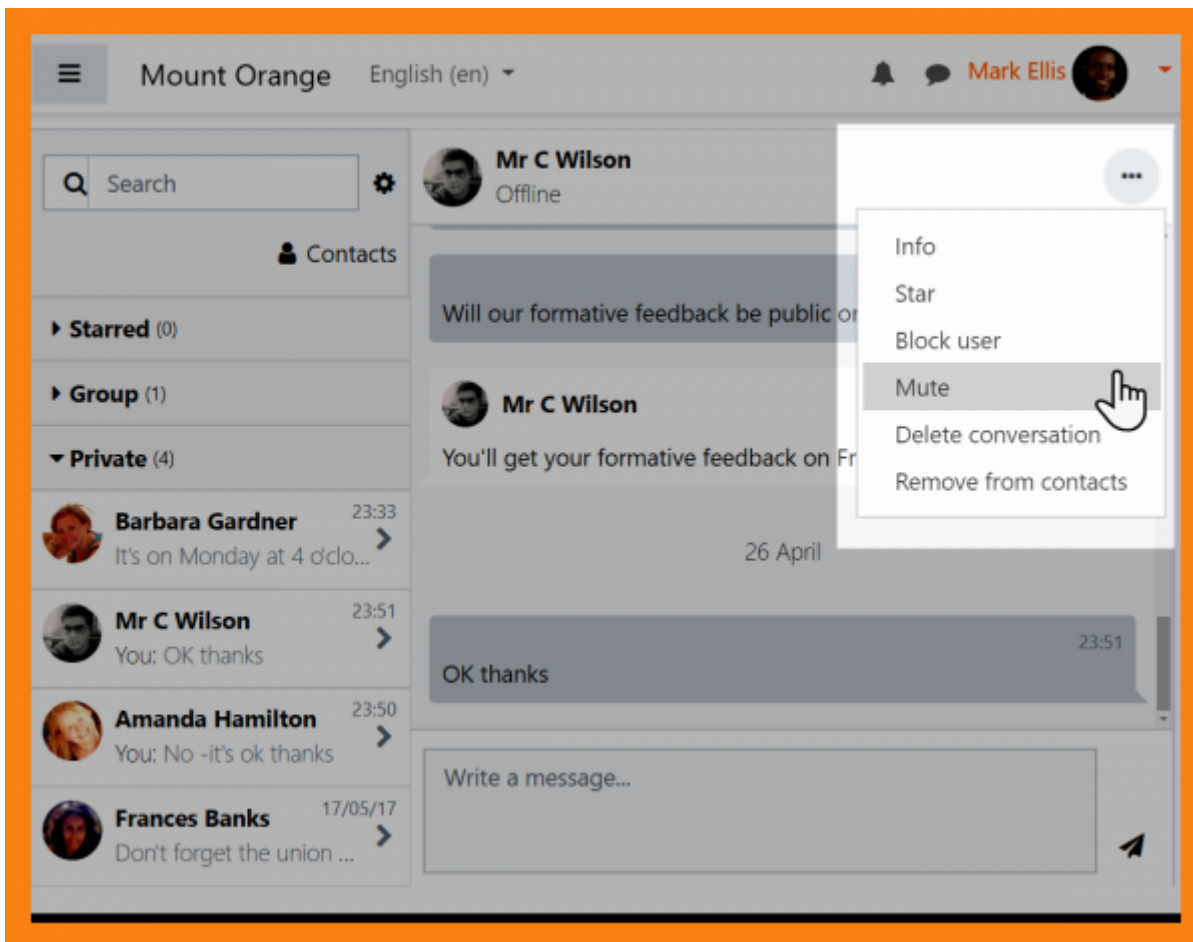 Mount Orange English (en) Mark Ellis
Search
Contacts
Starred (0)
Group (1)
Private (4)
Barbara Gardner 23:33
It's on Monday at 4 o'clo...
Mr C Wilson 23:51
You: OK thanks
Amanda Hamilton 23:50
You: No -it's ok thanks
Frances Banks 17/05/17
Don't forget the union ...
Mr C Wilson
Offline
Will our formative feedback be public or
Mr C Wilson
You'll get your formative feedback on Fr
26 April
23:51
OK thanks
Write a message...
Info
Star
Block user
Mute
Delete conversation
Remove from contacts